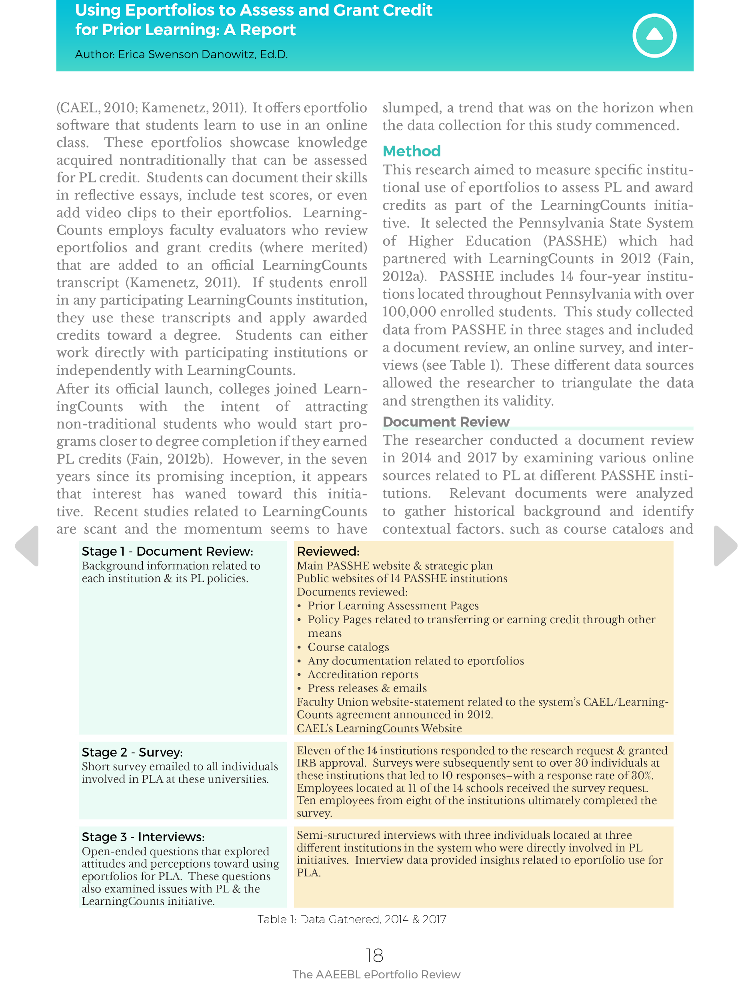 Using Eportfolios to Assess and Grant Credit
for Prior Learning: A Report
Author: Erica Swenson Danowitz, Ed.D.
(CAEL, 2010; Kamenetz, 2011).  It offers eportfolio
software that students learn to use in an online
class.  These eportfolios showcase knowledge
acquired nontraditionally that can be assessed
for PL credit.  Students can document their skills
in reflective essays, include test scores, or even
add video clips to their eportfolios.  Learning-
Counts employs faculty evaluators who review
eportfolios and grant credits (where merited)
that are added to an official LearningCounts
transcript (Kamenetz, 2011).  If students enroll
in any participating LearningCounts institution,
they use these transcripts and apply awarded
credits toward a degree.  Students can either
work directly with participating institutions or
independently with LearningCounts.
After its official launch, colleges joined Learn-
ingCounts with the intent of attracting
non-traditional students who would start pro-
grams closer to degree completion if they earned
PL credits (Fain, 2012b).  However, in the seven
years since its promising inception, it appears
that interest has waned toward this initia-
tive.  Recent studies related to LearningCounts
are scant and the momentum seems to have
slumped, a trend that was on the horizon when
the data collection for this study commenced.
Method
This research aimed to measure specific institu-
tional use of eportfolios to assess PL and award
credits as part of the LearningCounts initia-
tive.  It selected the Pennsylvania State System
of Higher Education (PASSHE) which had
partnered with LearningCounts in 2012 (Fain,
2012a).  PASSHE includes 14 four-year institu-
tions located throughout Pennsylvania with over
100,000 enrolled students.  This study collected
data from PASSHE in three stages and included
a document review, an online survey, and inter-
views (see Table 1).  These different data sources
allowed the researcher to triangulate the data
and strengthen its validity.
Document Review
The researcher conducted a document review
in 2014 and 2017 by examining various online
sources related to PL at different PASSHE insti-
tutions.  Relevant documents were analyzed
to gather historical background and identify
contextual factors, such as course catalogs and
Stage 1 - Document Review:
Background information related to
each institution & its PL policies.
Reviewed:
Main PASSHE website & strategic plan
Public websites of 14 PASSHE institutions
Documents reviewed:
• Prior Learning Assessment Pages
• Policy Pages related to transferring or earning credit through other
means
• Course catalogs
• Any documentation related to eportfolios
• Accreditation reports
• Press releases & emails
Faculty Union website-statement related to the system's CAEL/Learning-
Counts agreement announced in 2012.
CAEL's LearningCounts Website
Stage 2 - Survey:
Short survey emailed to all individuals
involved in PLA at these universities.
Eleven of the 14 institutions responded to the research request & granted
IRB approval.  Surveys were subsequently sent to over 30 individuals at
these institutions that led to 10 responses–with a response rate of 30%.
Employees located at 11 of the 14 schools received the survey request.
Ten employees from eight of the institutions ultimately completed the
survey.
Stage 3 - Interviews:
Open-ended questions that explored
attitudes and perceptions toward using
eportfolios for PLA.  These questions
also examined issues with PL & the
LearningCounts initiative.
Semi-structured interviews with three individuals located at three
different institutions in the system who were directly involved in PL
initiatives.  Interview data provided insights related to eportfolio use for
PLA.
Table 1: Data Gathered, 2014 & 2017
18
The AAEEBL ePortfolio Review